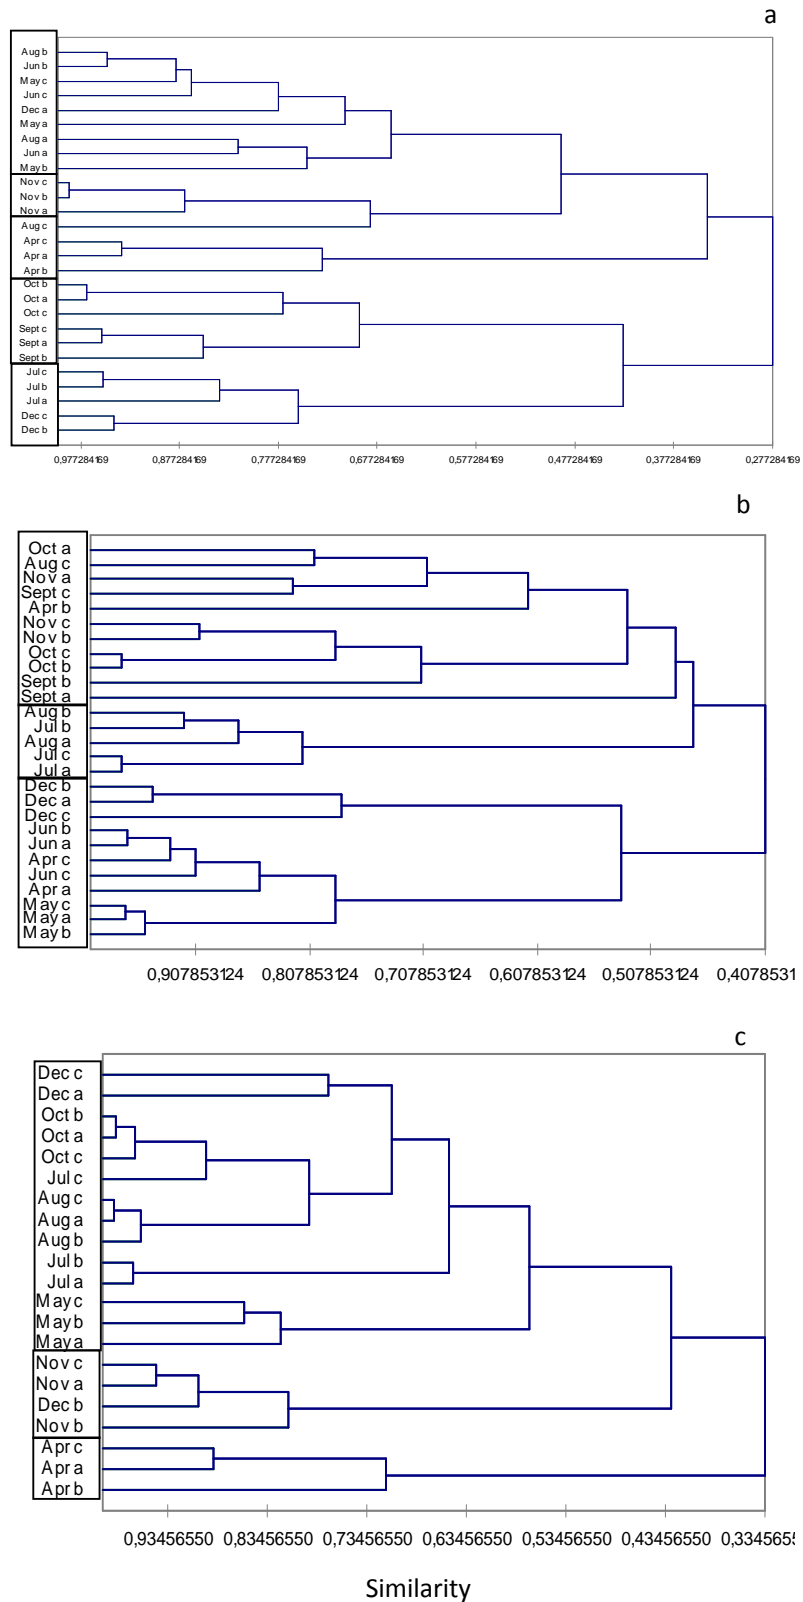 a
Aug b
Jun b
May c
Jun c
Dec a
May a
Aug a
Jun a
May b
Nov c
Nov b
Nov a
Aug c
Apr c
Apr a
Apr b
Oct b
Oct a
Oct c
Sept c
Sept a
Sept b
Jul c
Jul b
Jul a
Dec c
Dec b
0,977284169 0,877284169 0,777284169 0,677284169 0,577284169 0,477284169 0,377284169 0,277284169
b
Oct a
Aug c
Nov a
Sept c
Apr b
Nov c
Nov b
Oct c
Oct b
Sept b
Sept a
Aug b
Jul b
Aug a
Jul c
Jul a
Dec b
Dec a
Dec c
Jun b
Jun a
Apr c
Jun c
Apr a
May c
May a
May b
0,907853124 0,807853124 0,707853124 0,607853124 0,507853124 0,4078531
c
Dec c
Dec a
Oct b
Oct a
Oct c
Jul c
Aug c
Aug a
Aug b
Jul b
Jul a
May c
May b
May a
Nov c
Nov a
Dec b
Nov b
Apr c
Apr a
Apr b
0,93456550 0,83456550 0,73456550 0,63456550 0,53456550 0,43456550 0,3345655
Similarity